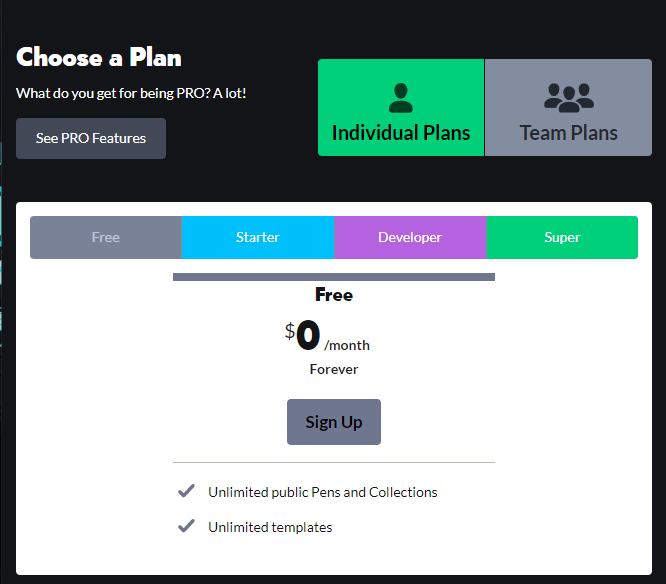 Choose a Plan
What do you get for being PRO? A lot!
See PRO Features
Individual Plans
Team Plans
Free
Starter
Developer
Super
Free
$0 /month
Forever
Sign Up
Unlimited public Pens and Collections
Unlimited templates